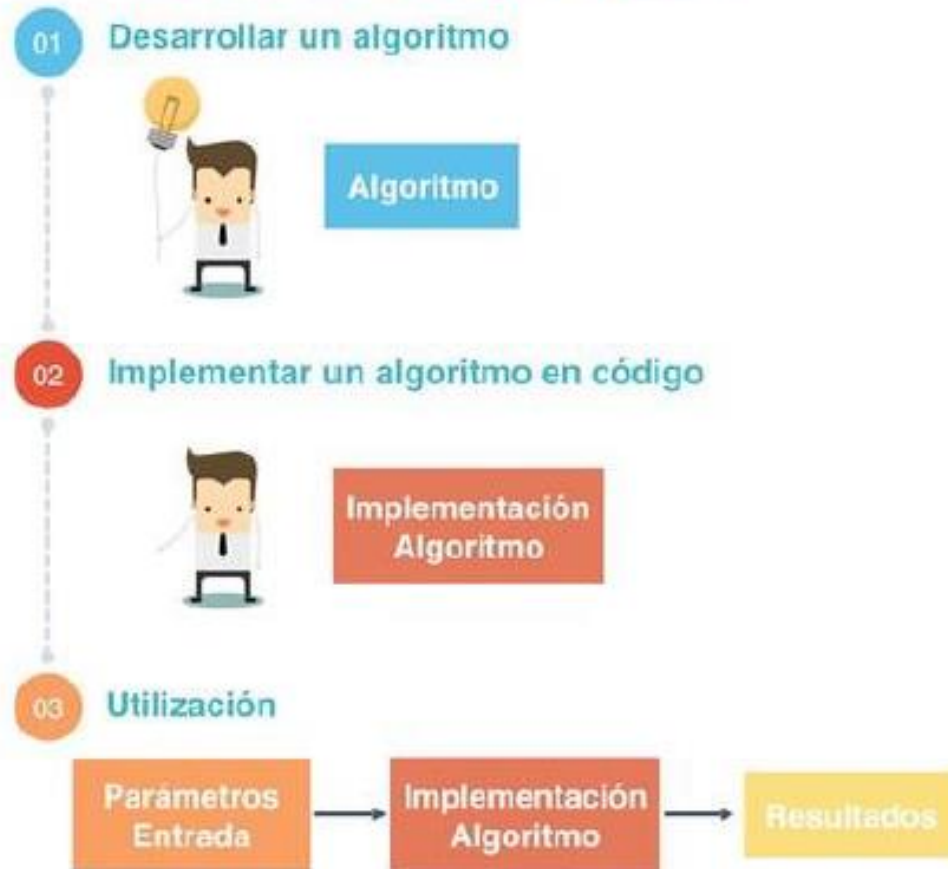 01 Desarrollar un algoritmo
Algoritmo
02 Implementar un algoritmo en código
Implementación
Algoritmo
03 Utilización
Parámetros
Entrada
Implementación
Algoritmo
Resultados